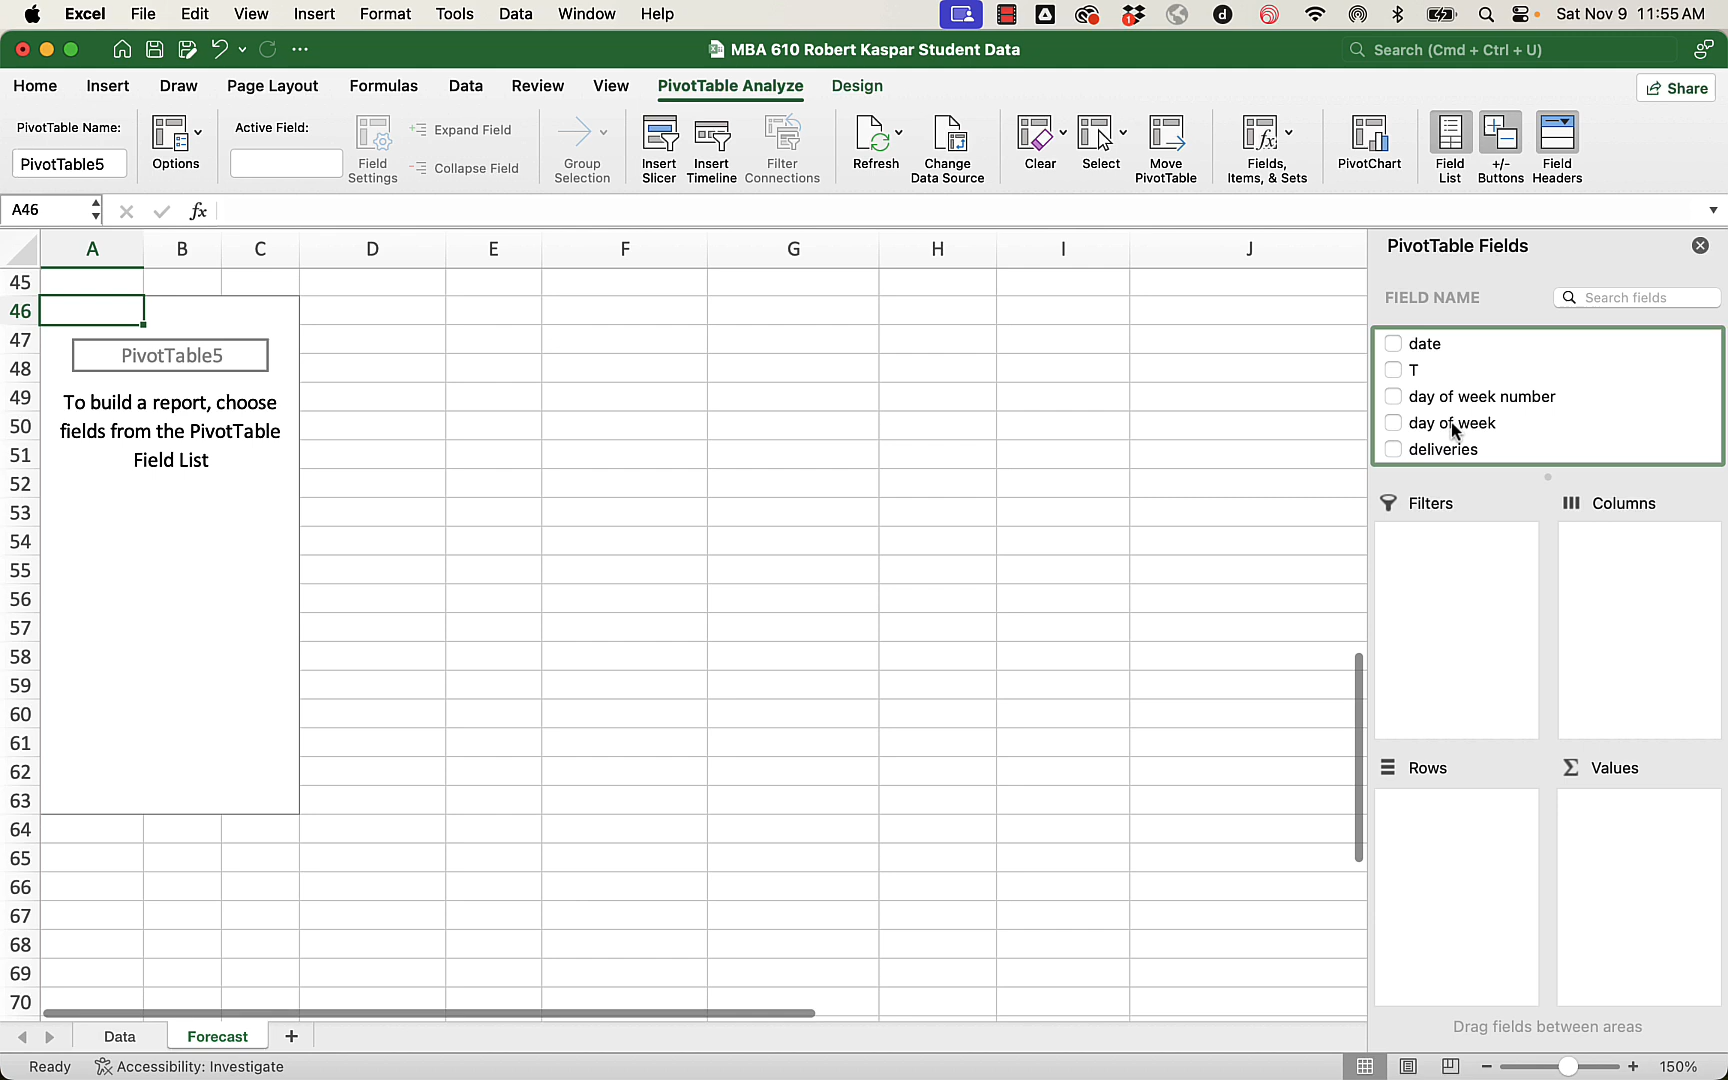 Excel File Edit View Insert Format Tools Data Window Help Sat Nov 9 11:55 AM
MBA 610 Robert Kaspar Student Data Search (Cmd + Ctrl + U)
Home Insert Draw Page Layout Formulas Data Review View PivotTable Analyze Design Share
PivotTable Name:
PivotTable5
Options
Active Field:
Field
Settings
Expand Field
Collapse Field
Group
Selection
Insert
Slicer
Insert
Timeline
Filter
Connections
Refresh
Change
Data Source
Clear
Select
Move
PivotTable
Fields,
Items, & Sets
PivotChart
Field
List
+/-
Buttons
Field
Headers
A46 fx
A B C D E F G H I J
45
46
47
48
49
50
51
52
53
54
55
56
57
58
59
60
61
62
63
64
65
66
67
68
69
70
PivotTable5
To build a report, choose
fields from the PivotTable
Field List
PivotTable Fields
FIELD NAME Search fields
date
T
day of week number
day of week
deliveries
Filters Columns
Rows Values
Drag fields between areas
Data Forecast
Ready Accessibility: Investigate 150%